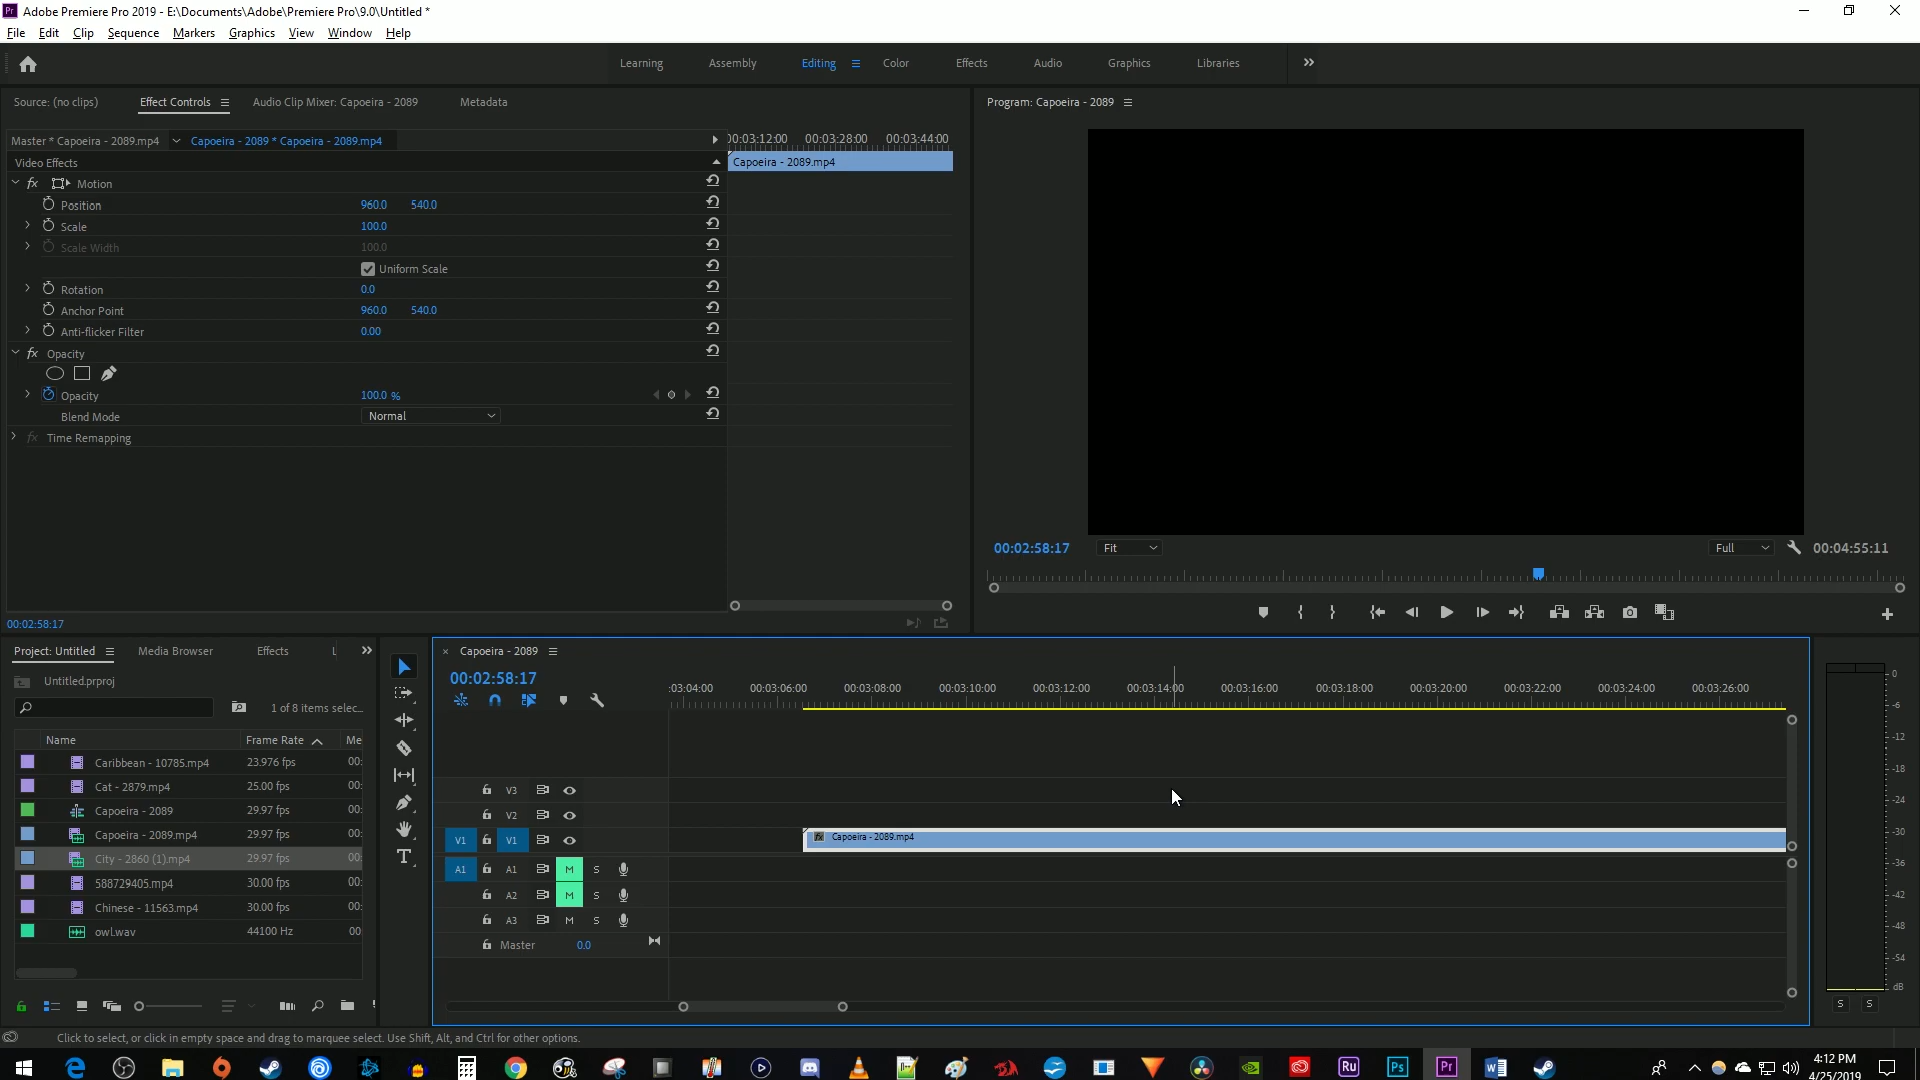 Adobe Premiere Pro 2019 - E:\Documents\Adobe\Premiere Pro\9.0\Untitled *
File Edit Clip Sequence Markers Graphics View Window Help
Learning Assembly Editing Color Effects Audio Graphics Libraries
Source: (no clips) Effect Controls Audio Clip Mixer: Capoeira - 2089 Metadata
Program: Capoeira - 2089
Master * Capoeira - 2089.mp4 Capoeira - 2089 * Capoeira - 2089.mp4
00:03:12:00 00:03:28:00 00:03:44:00
Video Effects
Capoeira - 2089.mp4
fx Motion
Position 960.0 540.0
Scale 100.0
Scale Width 100.0
Uniform Scale
Rotation 0.0
Anchor Point 960.0 540.0
Anti-flicker Filter 0.00
fx Opacity
Opacity 100.0 %
Blend Mode Normal
fx Time Remapping
00:02:58:17 Fit Full 00:04:55:11
00:02:58:17
Project: Untitled Media Browser Effects
Untitled.prproj
1 of 8 items selec...
Name Frame Rate Me
Caribbean - 10785.mp4 23.976 fps 00:
Cat - 2879.mp4 25.00 fps 00:
Capoeira - 2089 29.97 fps 00:
Capoeira - 2089.mp4 29.97 fps 00:
City - 2860 (1).mp4 29.97 fps 00:
588729405.mp4 30.00 fps 00:
Chinese - 11563.mp4 30.00 fps 00:
owl.wav 44100 Hz 00
× Capoeira - 2089
00:02:58:17
:03:04:00 00:03:06:00 00:03:08:00 00:03:10:00 00:03:12:00 00:03:14:00 00:03:16:00 00:03:18:00 00:03:20:00 00:03:22:00 00:03:24:00 00:03:26:00
V3
V2
V1 V1 fx Capoeira - 2089.mp4
A1 A1 M S
A2 M S
A3 M S
Master 0.0
0
-6
-12
-18
-24
-30
-36
-42
-48
-54
dB
S S
Click to select, or click in empty space and drag to marquee select. Use Shift, Alt, and Ctrl for other options.
Ru Ps Pr
4:12 PM
4/25/2019